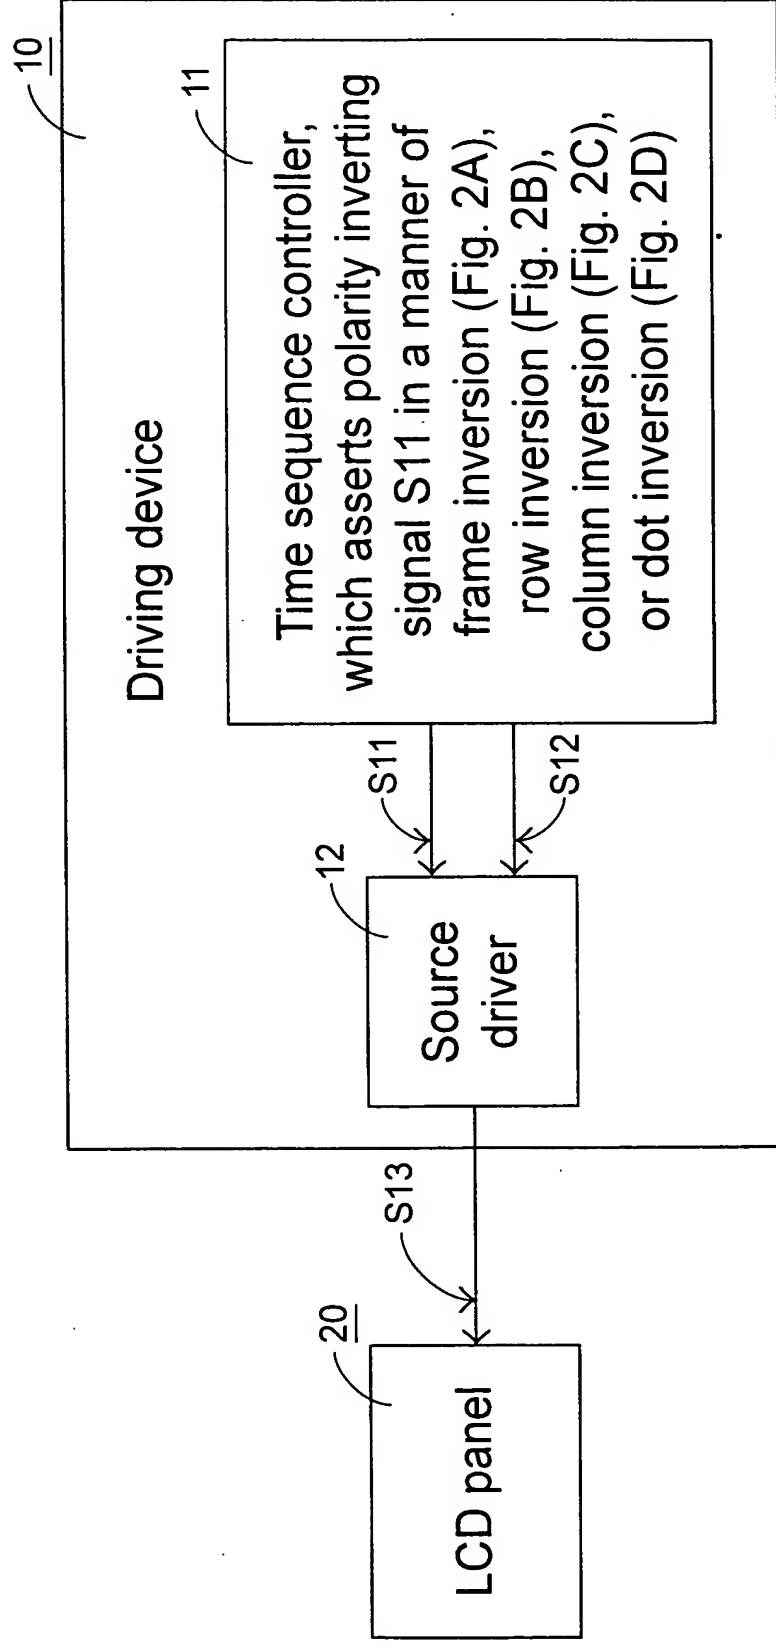 10
Driving device
11
Time sequence controller,
which asserts polarity inverting
signal S11 in a manner of
frame inversion (Fig. 2A),
row inversion (Fig. 2B),
column inversion (Fig. 2C),
or dot inversion (Fig. 2D)
S11
S12
12
Source
driver
S13
20
LCD panel